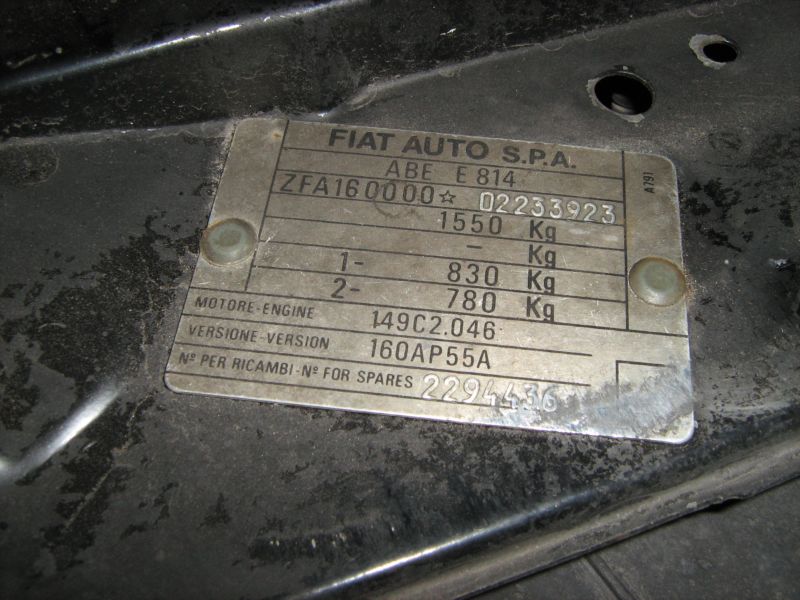 FIAT AUTO S.P.A.
ABE E 814
ZFA160000☆ 02233923
1550 Kg
- Kg
1- 830 Kg
2- 780 Kg
MOTORE-ENGINE 149C2.046
VERSIONE-VERSION 160AP55A
Nº PER RICAMBI-Nº FOR SPARES 2294436
A791